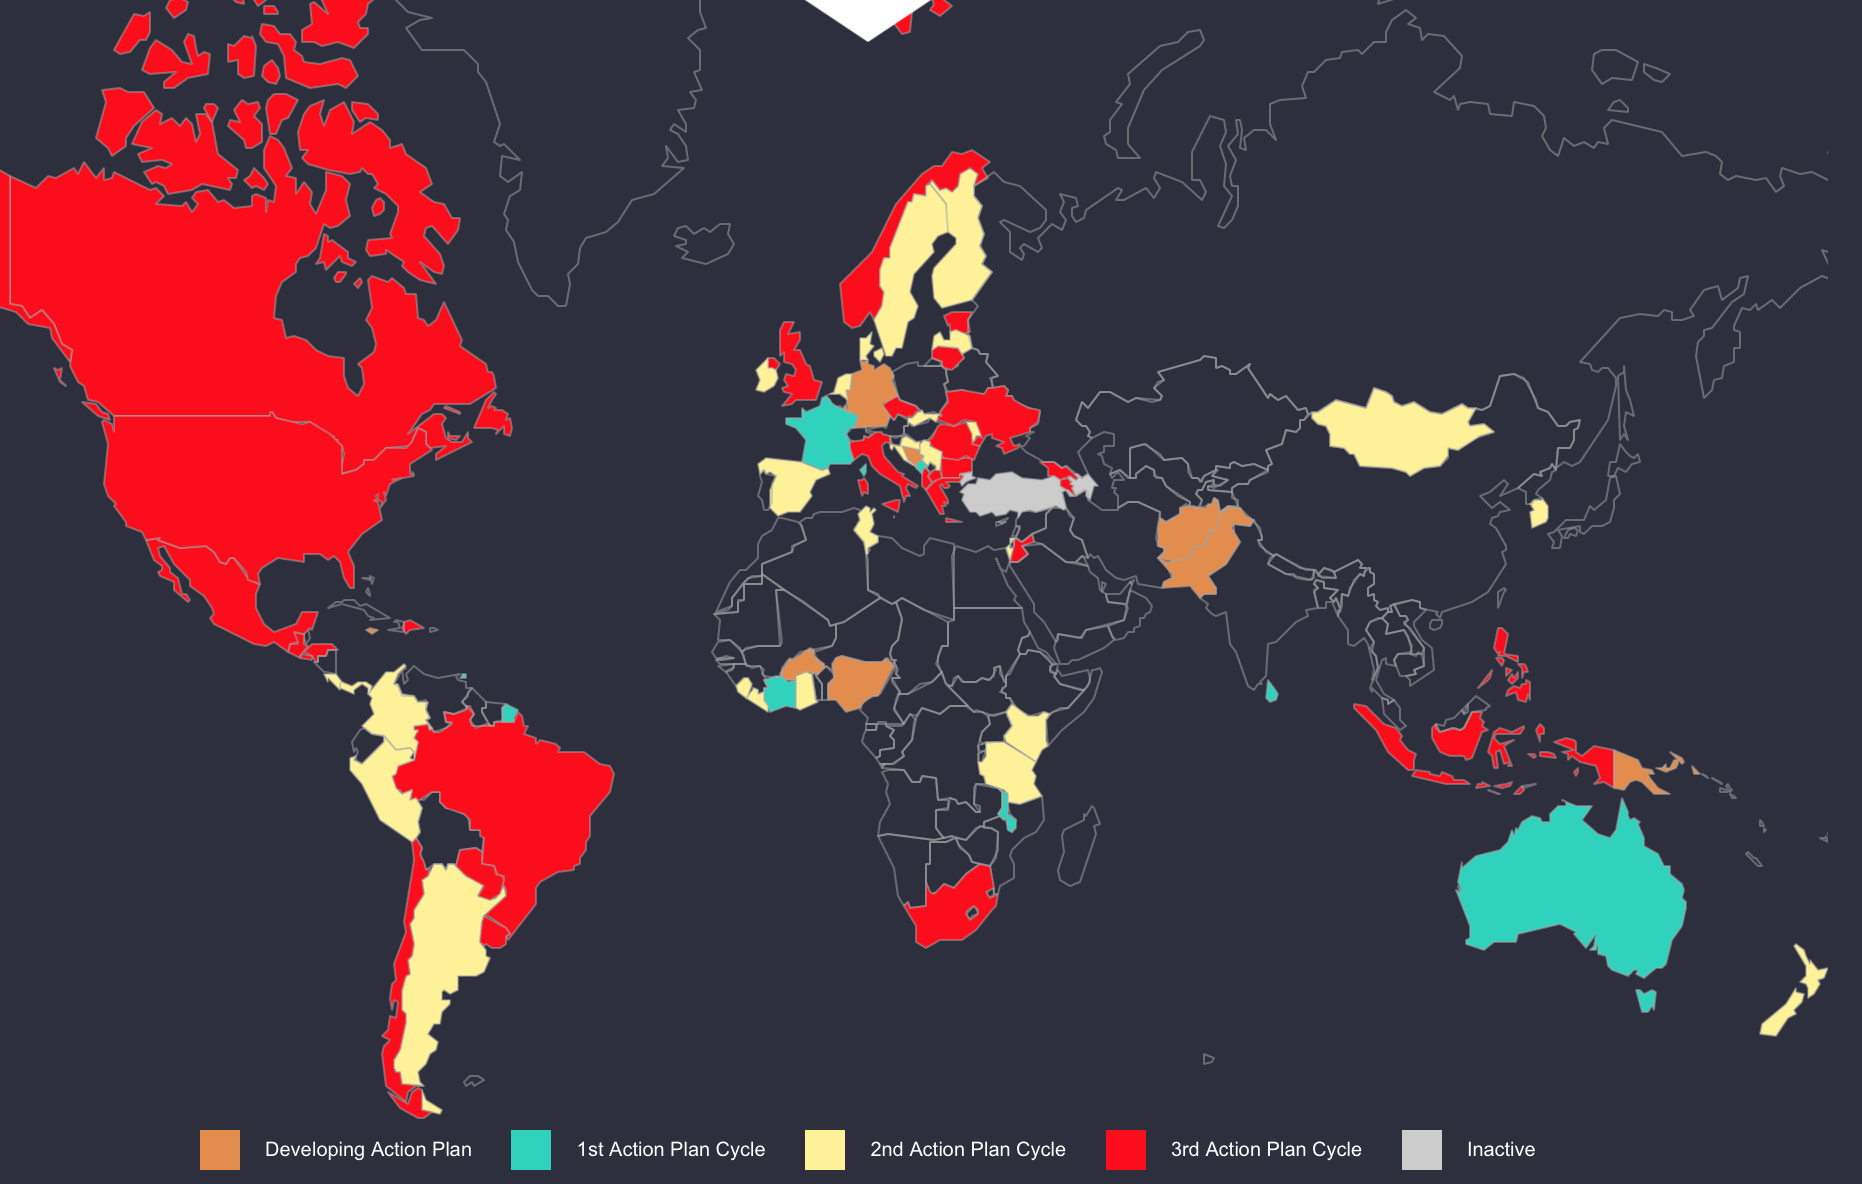 Developing Action Plan
1st Action Plan Cycle
2nd Action Plan Cycle
3rd Action Plan Cycle
Inactive